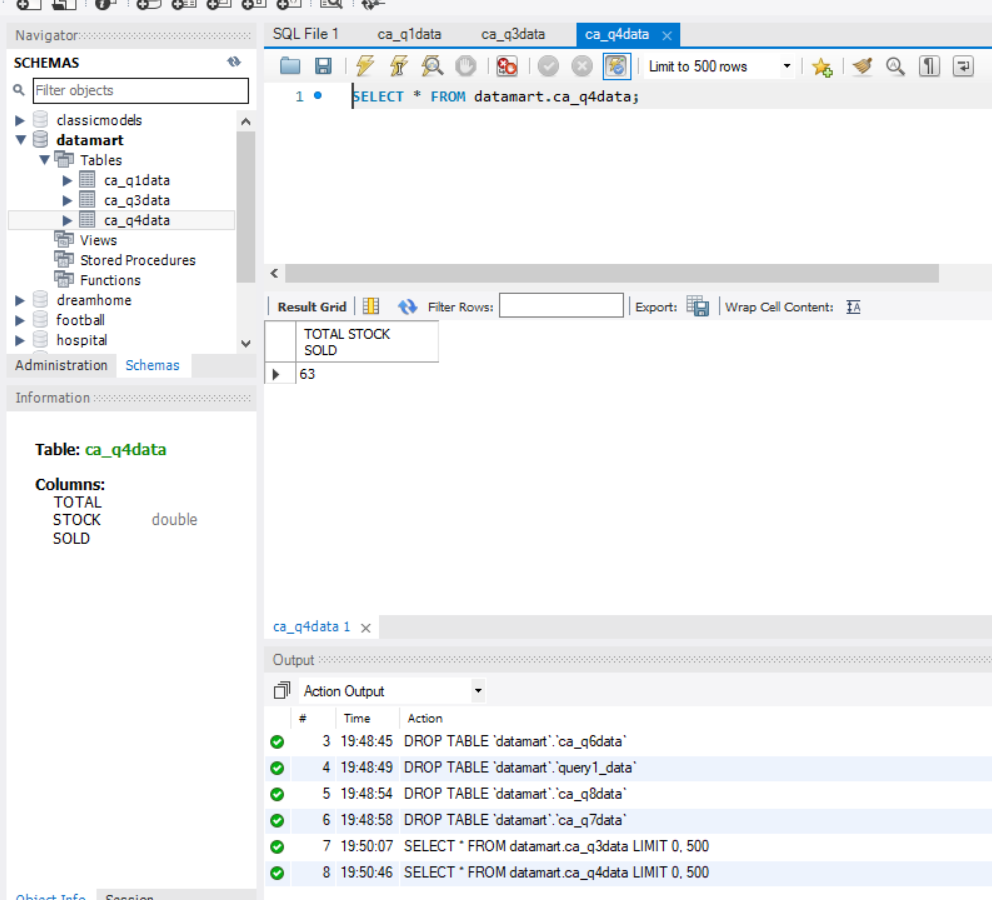 Navigator
SQL File 1 ca_q1data ca_q3data ca_q4data
SCHEMAS
Limit to 500 rows
Filter objects
1 SELECT * FROM datamart.ca_q4data;
classicmodels
datamart
Tables
ca_q1data
ca_q3data
ca_q4data
Views
Stored Procedures
Functions
dreamhome
football
hospital
Administration Schemas
Result Grid Filter Rows: Export: Wrap Cell Content:
TOTAL STOCK
SOLD
63
Information
Table: ca_q4data
Columns:
TOTAL
STOCK double
SOLD
ca_q4data 1
Output
Action Output
# Time Action
3 19:48:45 DROP TABLE `datamart`.`ca_q6data`
4 19:48:49 DROP TABLE `datamart`.`query1_data`
5 19:48:54 DROP TABLE `datamart`.`ca_q8data`
6 19:48:58 DROP TABLE `datamart`.`ca_q7data`
7 19:50:07 SELECT * FROM datamart.ca_q3data LIMIT 0, 500
8 19:50:46 SELECT * FROM datamart.ca_q4data LIMIT 0, 500
Object Info Session